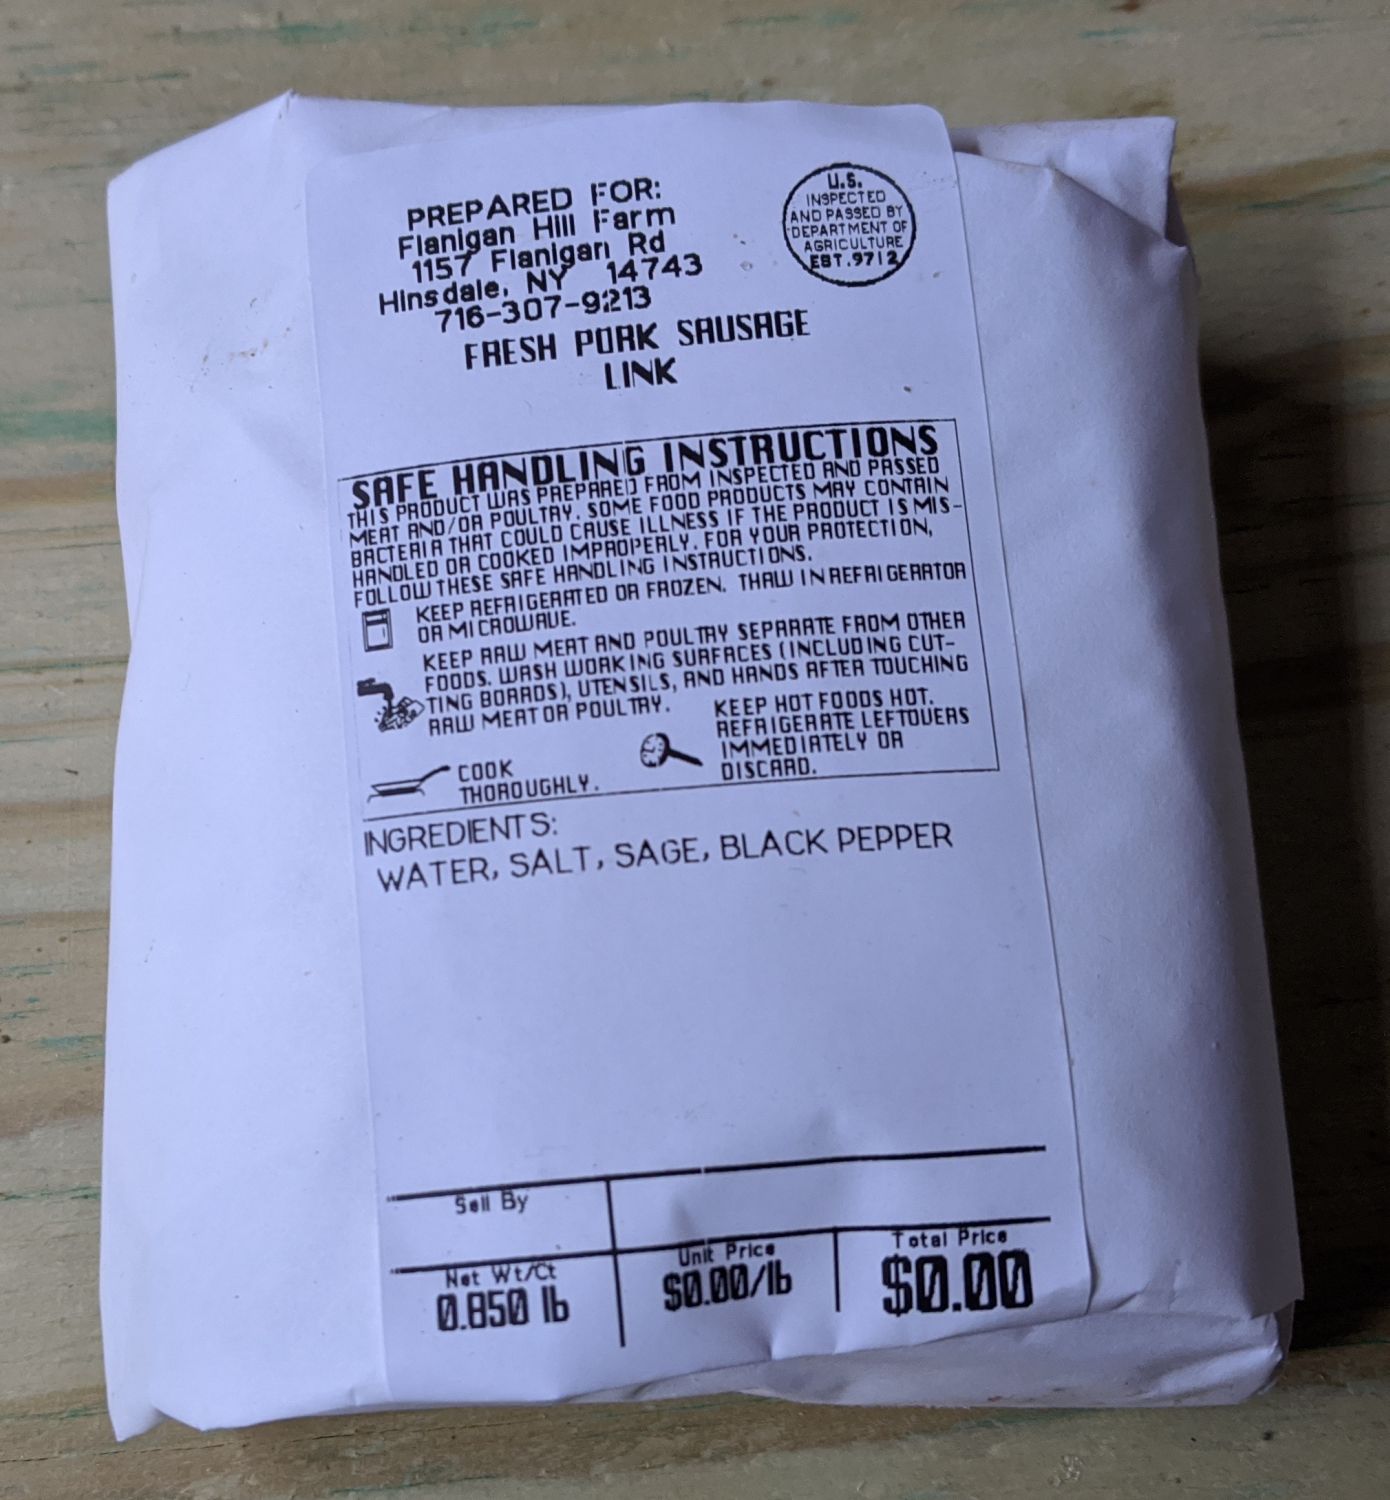 PREPARED FOR:
Flanigan Hill Farm
1157 Flanigan Rd
Hinsdale, NY 14743
716-307-9213
U.S.
INSPECTED
AND PASSED BY
DEPARTMENT OF
AGRICULTURE
EST.9712
FRESH PORK SAUSAGE
LINK
SAFE HANDLING INSTRUCTIONS
THIS PRODUCT WAS PREPARED FROM INSPECTED AND PASSED
MEAT AND/OR POULTRY. SOME FOOD PRODUCTS MAY CONTAIN
BACTERIA THAT COULD CAUSE ILLNESS IF THE PRODUCT IS MIS-
HANDLED OR COOKED IMPROPERLY. FOR YOUR PROTECTION,
FOLLOW THESE SAFE HANDLING INSTRUCTIONS.
KEEP REFRIGERATED OR FROZEN. THAW IN REFRIGERATOR
OR MICROWAVE.
KEEP RAW MEAT AND POULTRY SEPARATE FROM OTHER
FOODS. WASH WORKING SURFACES (INCLUDING CUT-
TING BOARDS), UTENSILS, AND HANDS AFTER TOUCHING
RAW MEAT OR POULTRY.
KEEP HOT FOODS HOT.
REFRIGERATE LEFTOVERS
IMMEDIATELY OR
DISCARD.
COOK
THOROUGHLY.
INGREDIENTS:
WATER, SALT, SAGE, BLACK PEPPER
Sell By
Net Wt/Ct
0.850 lb
Unit Price
$0.00/lb
Total Price
$0.00